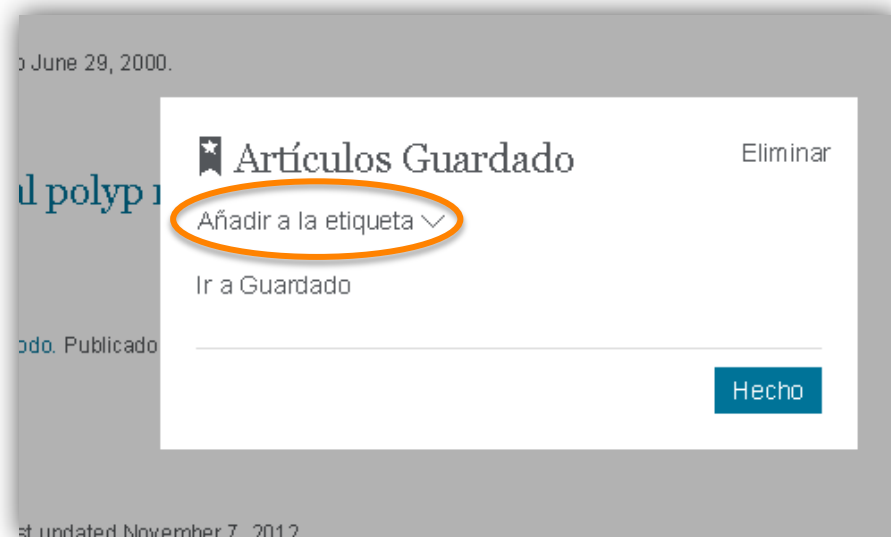 June 29, 2000.
Artículos Guardado
Eliminar
al polyp
Añadir a la etiqueta
Ir a Guardado
odo. Publicado
Hecho
st updated November 7, 2012